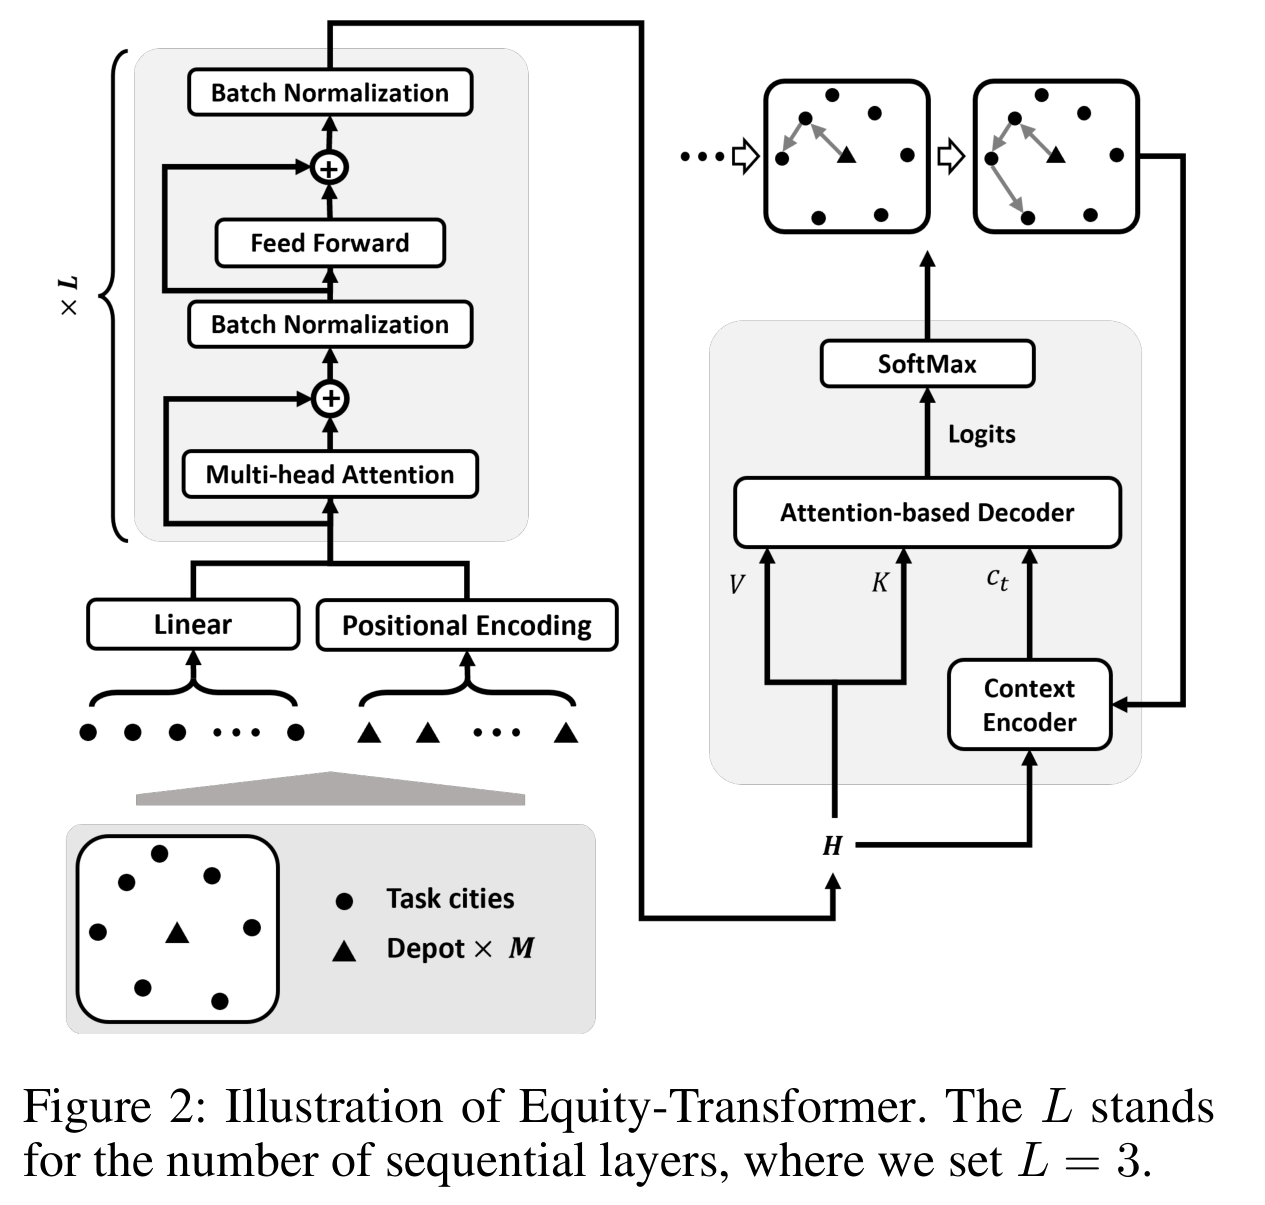 Batch Normalization
Feed Forward
Batch Normalization
Multi-head Attention
× L
Linear
Positional Encoding
Task cities
Depot × M
SoftMax
Logits
Attention-based Decoder
V
K
c_t
Context
Encoder
H
Figure 2: Illustration of Equity-Transformer. The L stands
for the number of sequential layers, where we set L = 3.